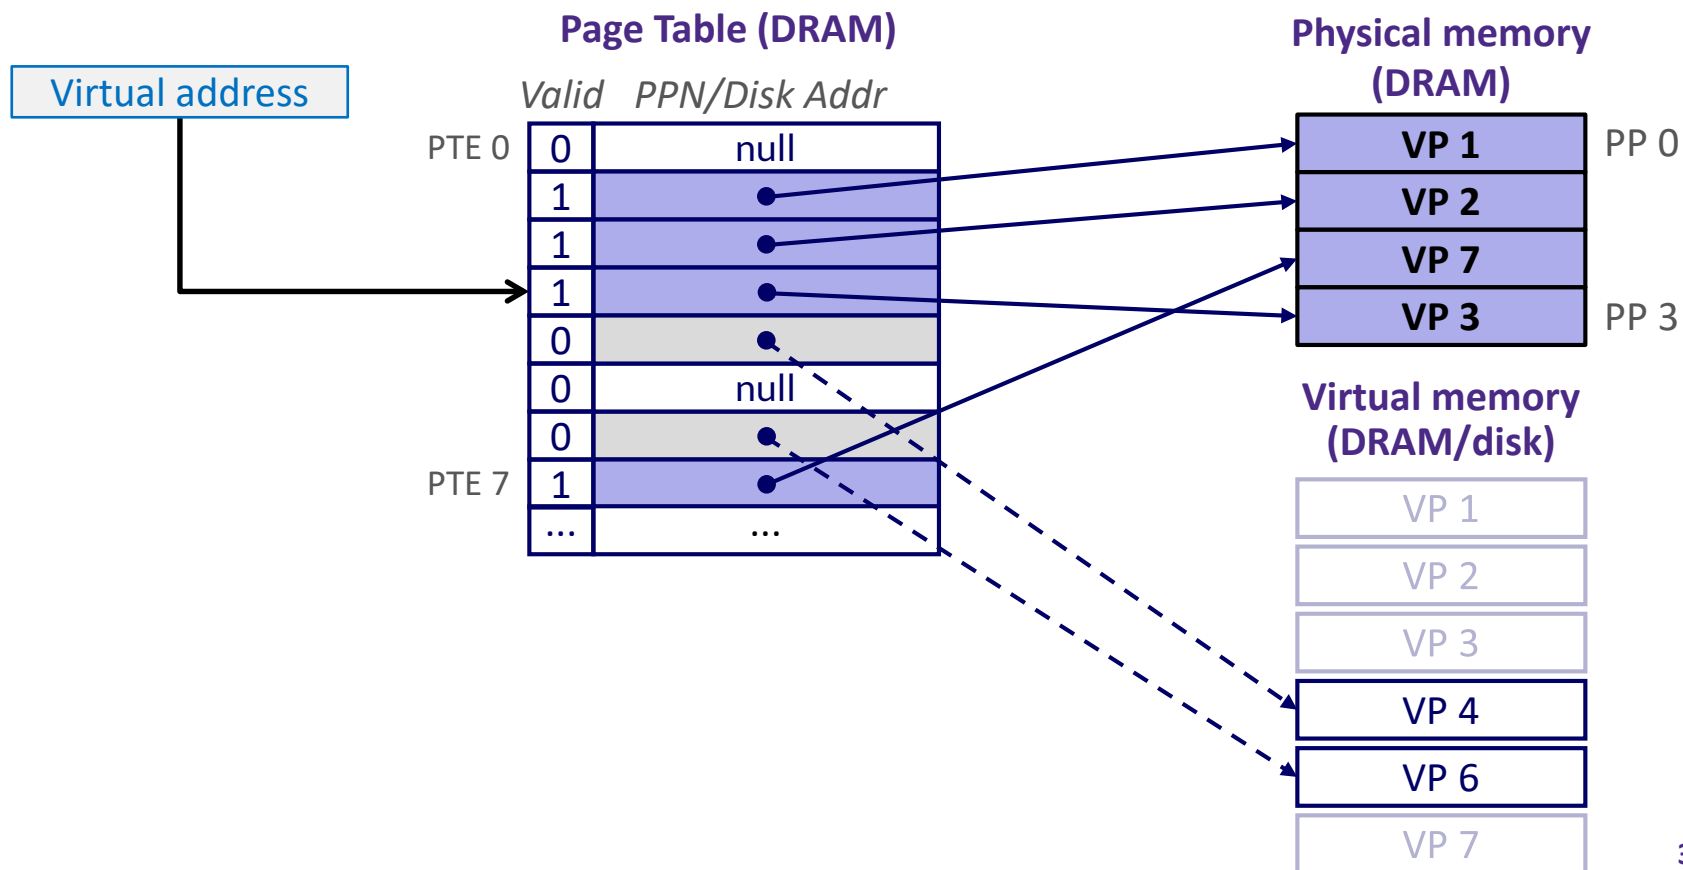 Page Table (DRAM)
Physical memory
(DRAM)
Virtual address
Valid PPN/Disk Addr
PTE 0 0 null
VP 1 PP 0
1
VP 2
1
VP 7
1
VP 3 PP 3
0
0 null
0
PTE 7 1
... ...
Virtual memory
(DRAM/disk)
VP 1
VP 2
VP 3
VP 4
VP 6
VP 7